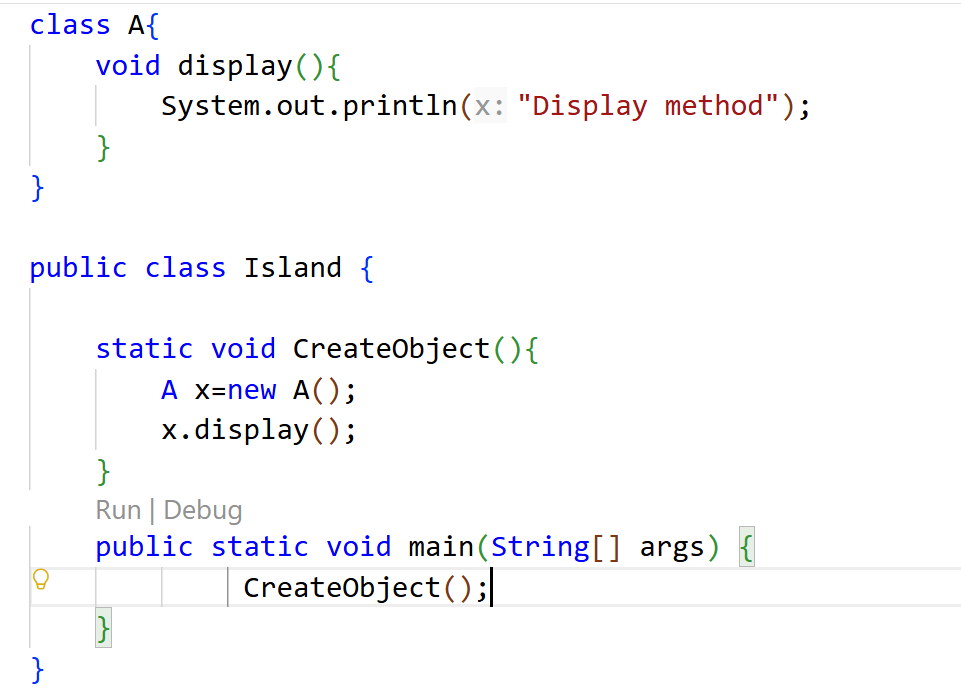 class A{
void display(){
System.out.println(x: "Display method");
}
}
public class Island {
static void CreateObject(){
A x=new A();
x.display();
}
Run | Debug
public static void main(String[] args) {
CreateObject();
}
}